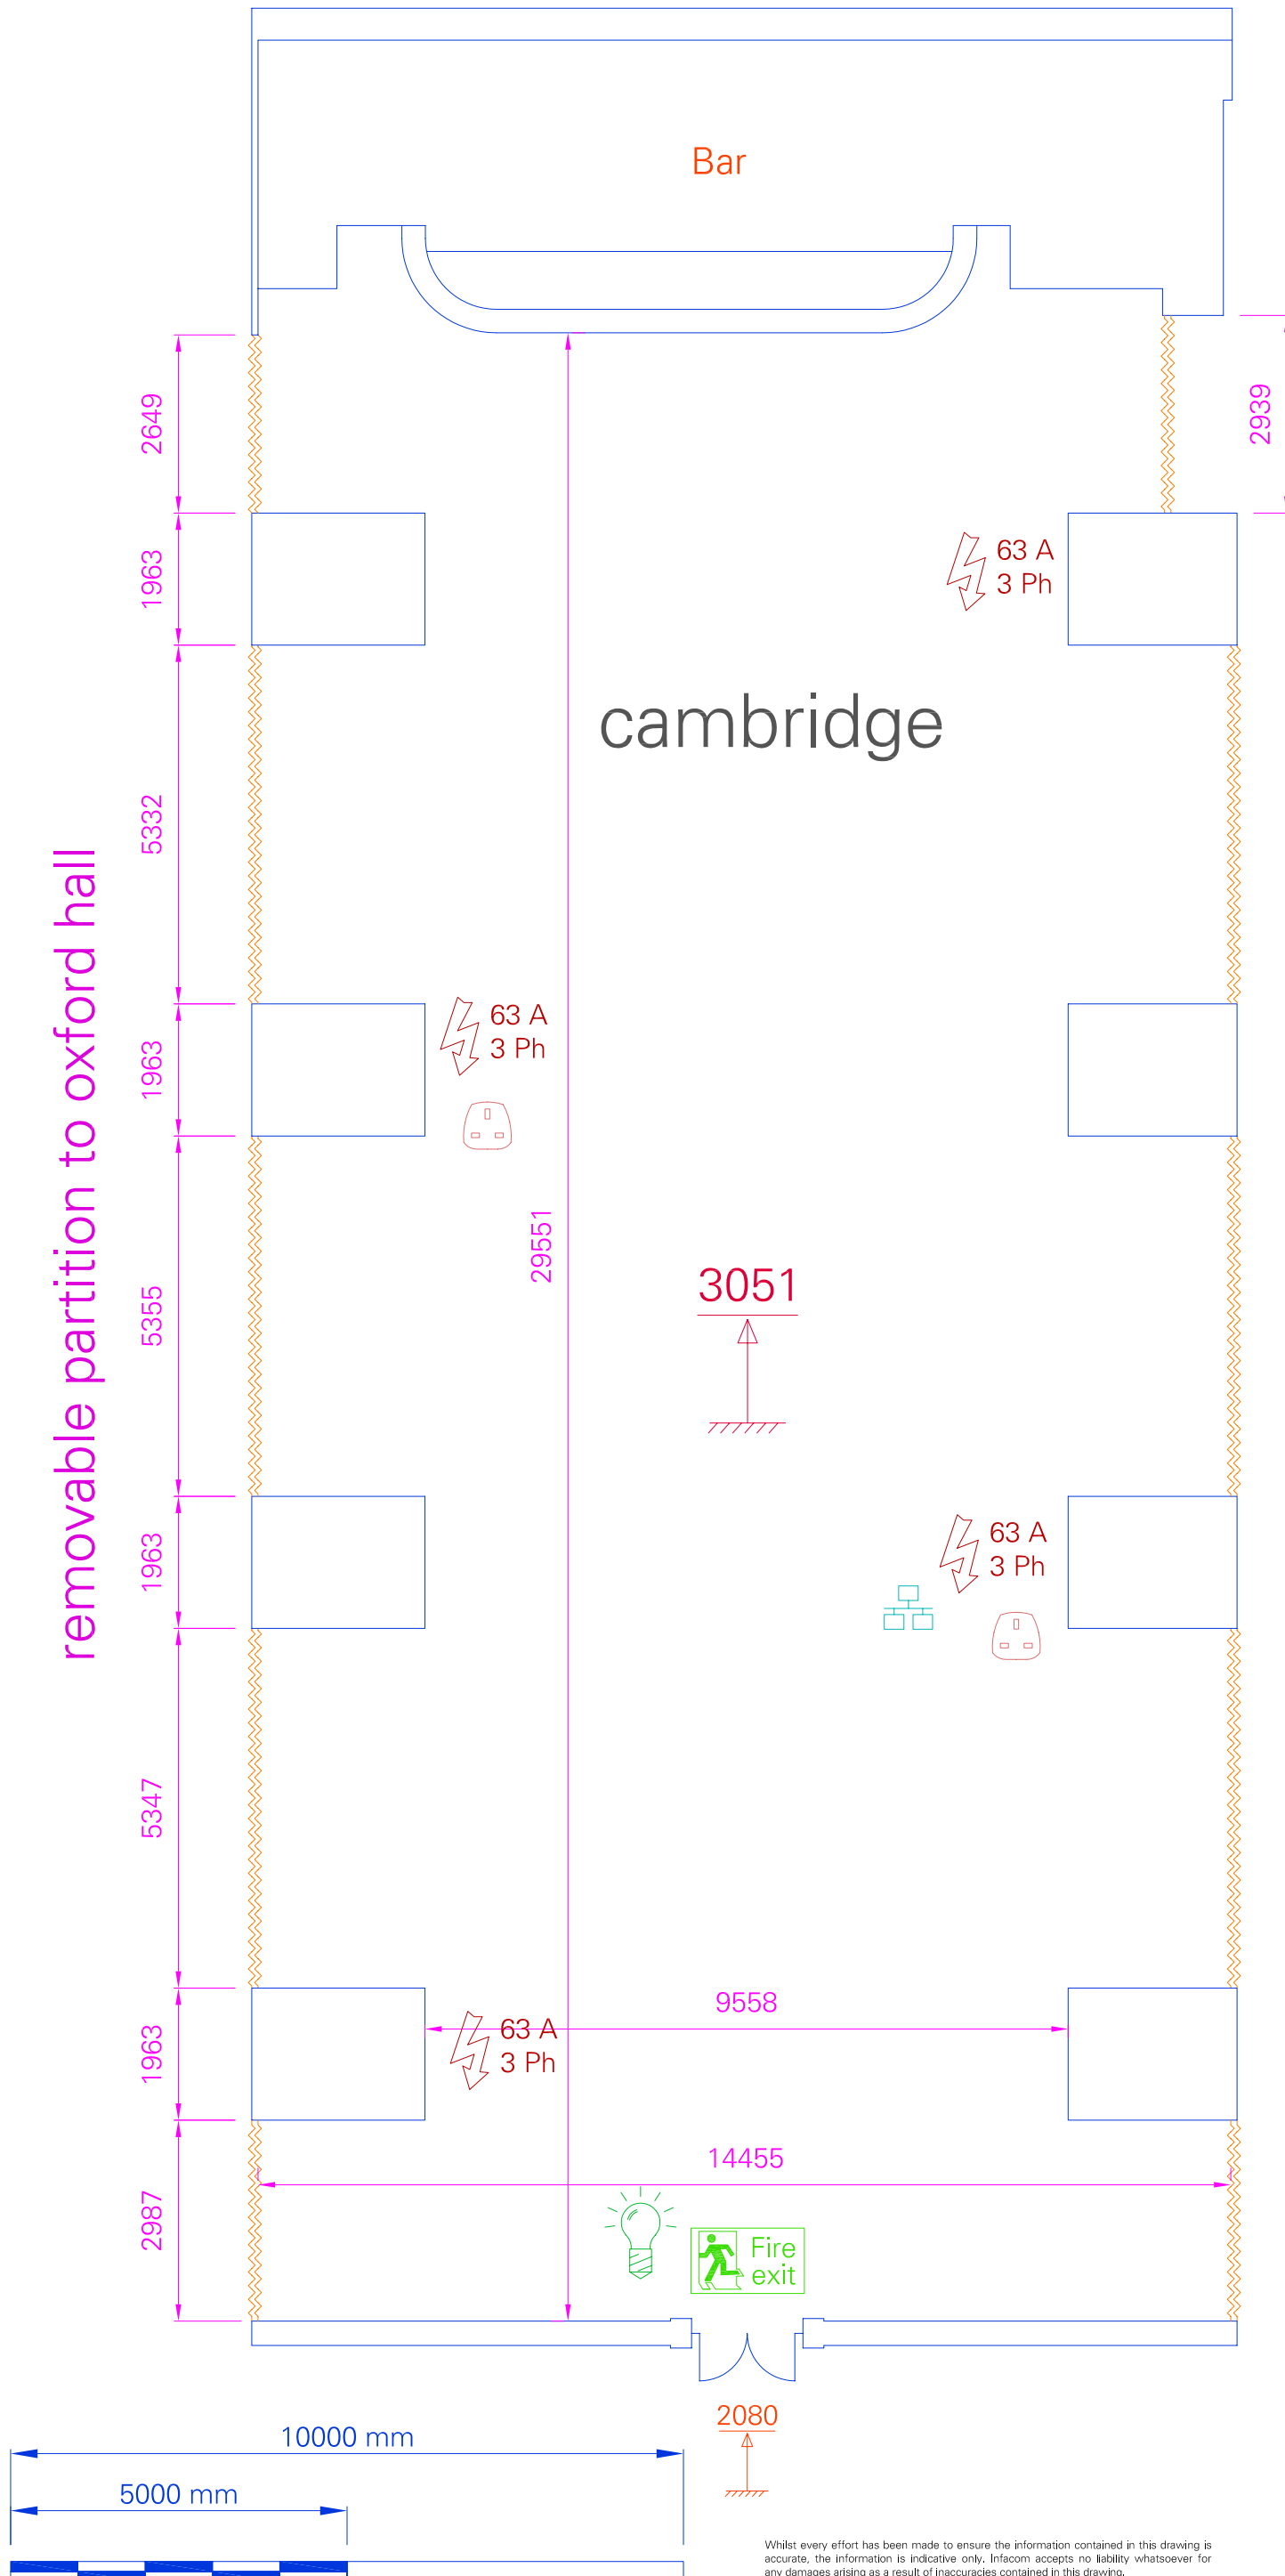 Bar
2649
2939
1963
63 A
3 Ph
cambridge
5332
removable partition to oxford hall
63 A
3 Ph
1963
29551
3051
5355
63 A
3 Ph
1963
5347
9558
63 A
3 Ph
1963
14455
2987
Fire
exit
2080
10000 mm
5000 mm
Whilst every effort has been made to ensure the information contained in this drawing is
accurate, the information is indicative only. Infacom accepts no liability whatsoever for
any damages arising as a result of inaccuracies contained in this drawing.